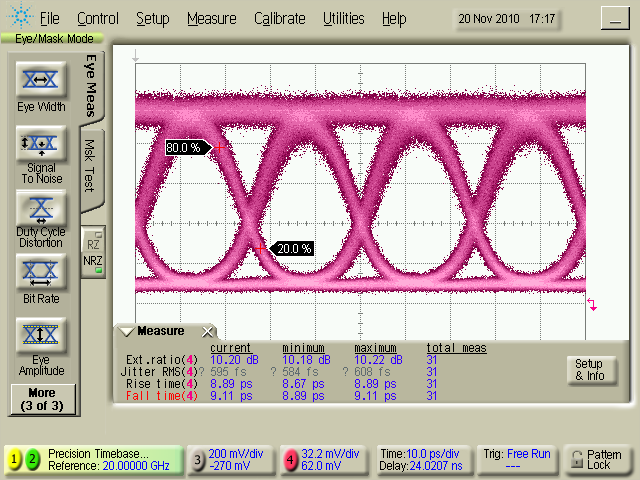 File Control Setup Measure Calibrate Utilities Help 20 Nov 2010 17:17
Eye/Mask Mode
Eye Meas
Msk Test
Eye Width
Signal
To Noise
Duty Cycle
Distortion
Bit Rate
Eye
Amplitude
More
(3 of 3)
RZ
NRZ
80.0 %
20.0 %
Measure
current minimum maximum total meas
Ext.ratio(4) 10.20 dB 10.18 dB 10.22 dB 31
Jitter RMS(4) ? 595 fs ? 584 fs ? 608 fs 31
Rise time(4) 8.89 ps 8.67 ps 8.89 ps 31
Fall time(4) 9.11 ps 8.89 ps 9.11 ps 31
Setup
& Info
1 2 Precision Timebase...
Reference: 20.00000 GHz
3 200 mV/div
-270 mV
4 32.2 mV/div
62.0 mV
Time:10.0 ps/div
Delay:24.0207 ns
Trig: Free Run
---
Pattern
Lock